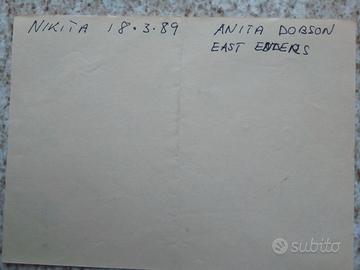 NIKITA 18·3·89 ANITA DOBSON
EAST ENDERS
subito